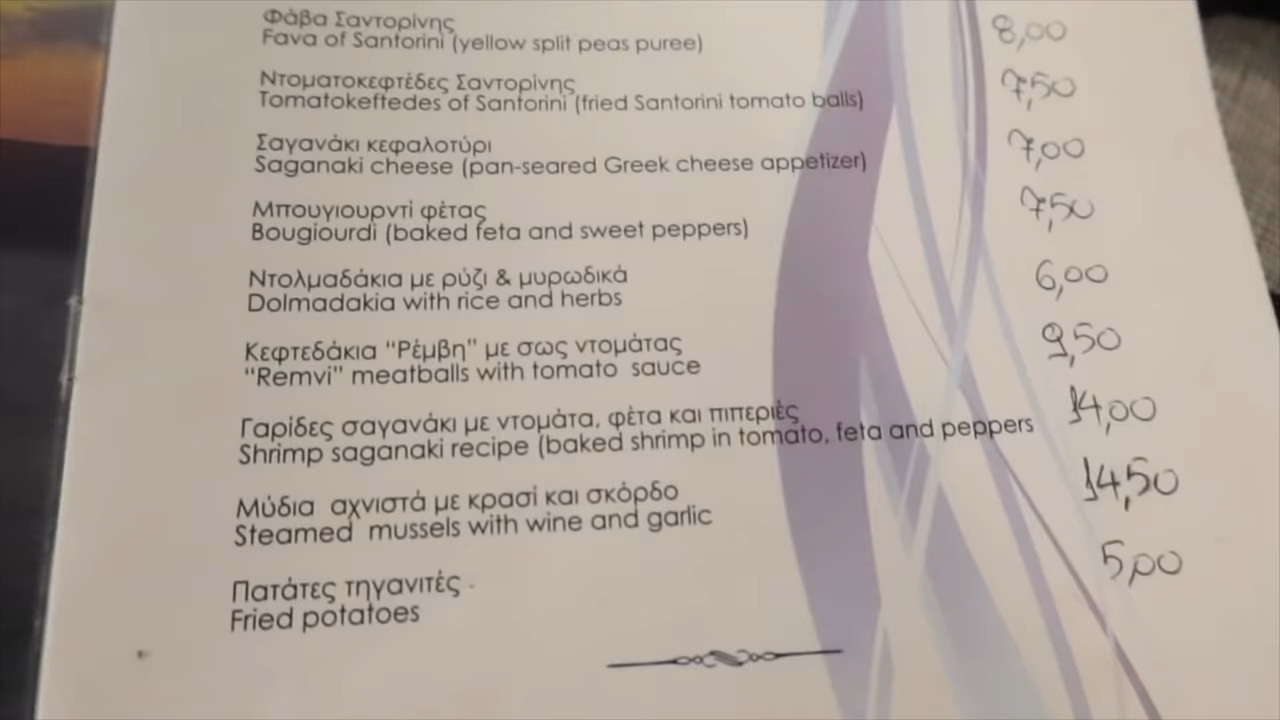 Φάβα Σαντορίνης
Fava of Santorini (yellow split peas puree) 8,00
Ντοματοκεφτέδες Σαντορίνης
Tomatokeftedes of Santorini (fried Santorini tomato balls) 7,50
Σαγανάκι κεφαλοτύρι
Saganaki cheese (pan-seared Greek cheese appetizer) 7,00
Μπουγιουρντί φέτας
Bougiourdi (baked feta and sweet peppers) 7,50
Ντολμαδάκια με ρύζι & μυρωδικά
Dolmadakia with rice and herbs 6,00
Κεφτεδάκια "Ρέμβη" με σως ντομάτας
"Remvi" meatballs with tomato sauce 9,50
Γαρίδες σαγανάκι με ντομάτα, φέτα και πιπεριές
Shrimp saganaki recipe (baked shrimp in tomato, feta and peppers 14,00
Μύδια αχνιστά με κρασί και σκόρδο
Steamed mussels with wine and garlic 14,50
Πατάτες τηγανιτές
Fried potatoes 5,00